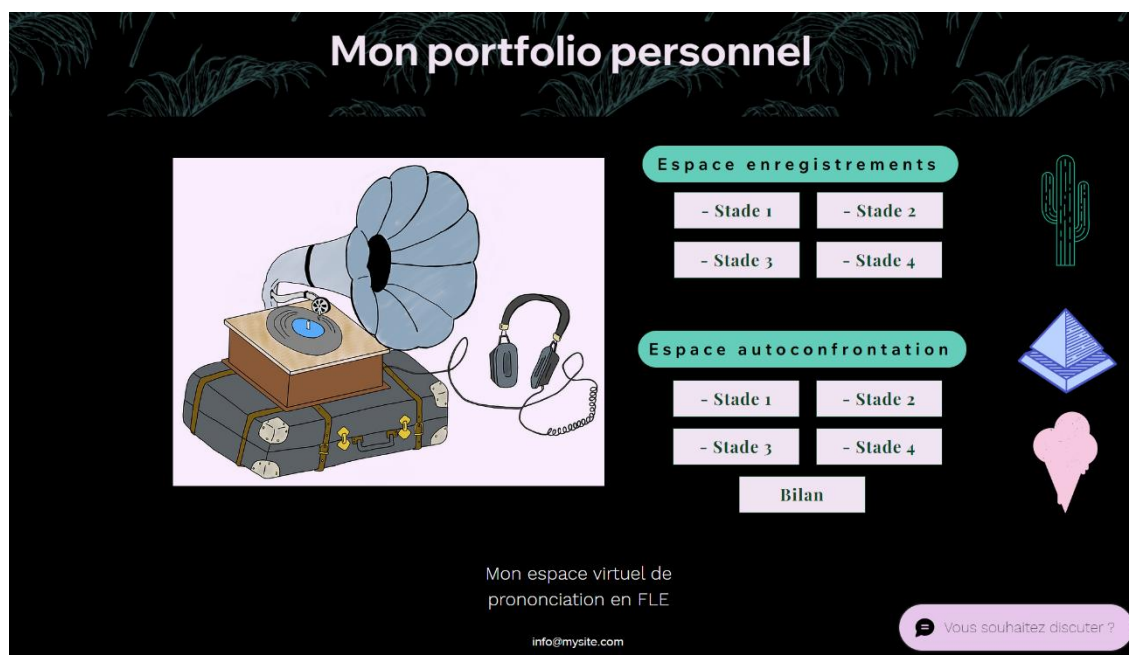 Mon portfolio personnel
Espace enregistrements
- Stade 1
- Stade 2
- Stade 3
- Stade 4
Espace autoconfrontation
- Stade 1
- Stade 2
- Stade 3
- Stade 4
Bilan
Mon espace virtuel de
prononciation en FLE
info@mysite.com
Vous souhaitez discuter ?